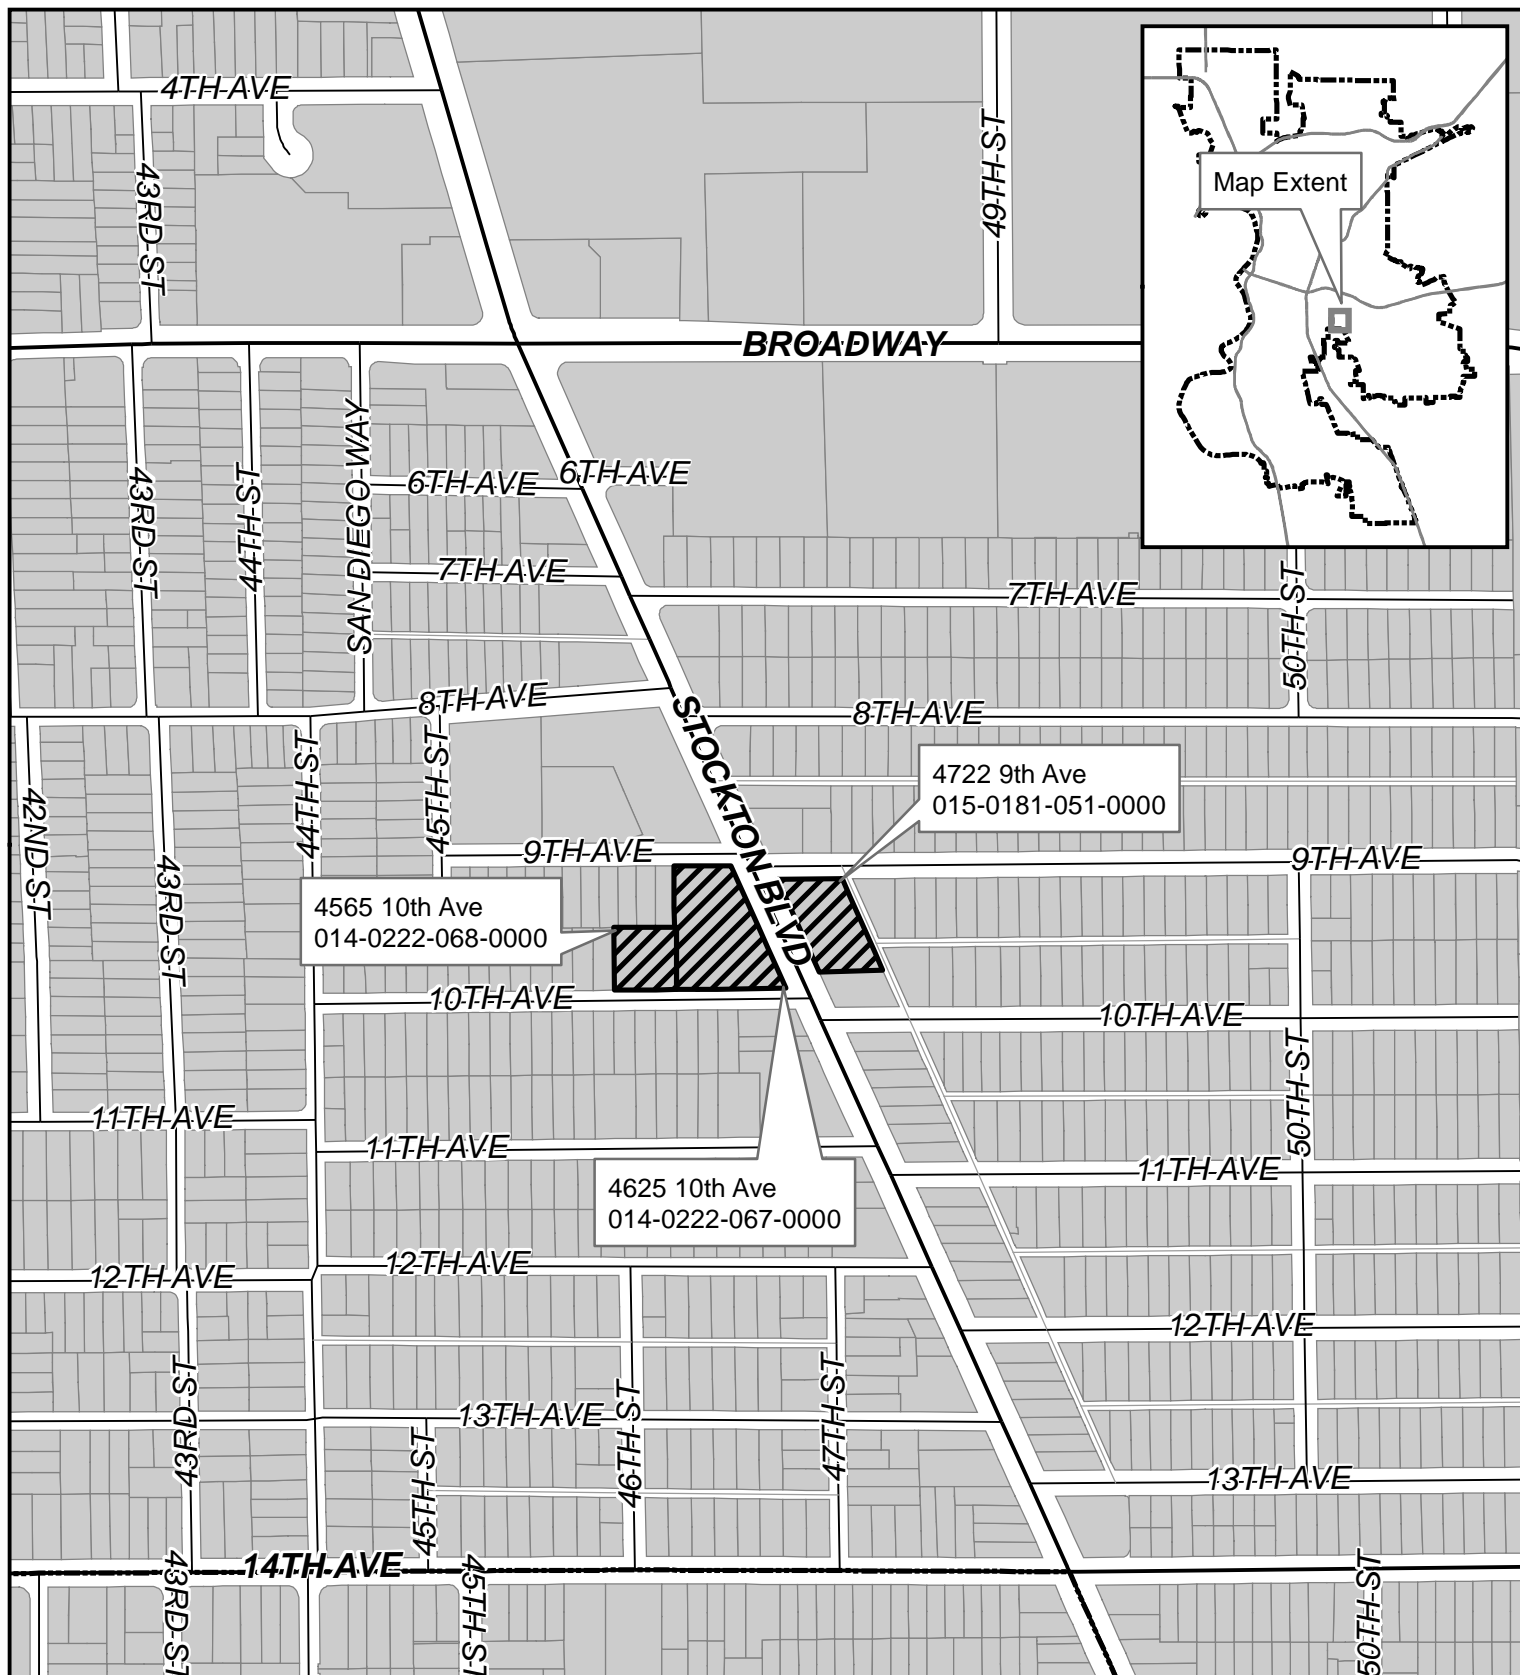 4TH AVE
43RD ST
49TH ST
Map Extent
BROADWAY
43RD ST
44TH ST
SAN DIEGO WAY
6TH AVE
6TH AVE
7TH AVE
7TH AVE
50TH ST
8TH AVE
8TH AVE
STOCKTON BLVD
42ND ST
43RD ST
44TH ST
45TH ST
4722 9th Ave
015-0181-051-0000
9TH AVE
9TH AVE
4565 10th Ave
014-0222-068-0000
10TH AVE
10TH AVE
50TH ST
11TH AVE
11TH AVE
11TH AVE
4625 10th Ave
014-0222-067-0000
12TH AVE
12TH AVE
12TH AVE
43RD ST
45TH ST
46TH ST
47TH ST
13TH AVE
13TH AVE
14TH AVE
43RD ST
45TH ST
50TH ST